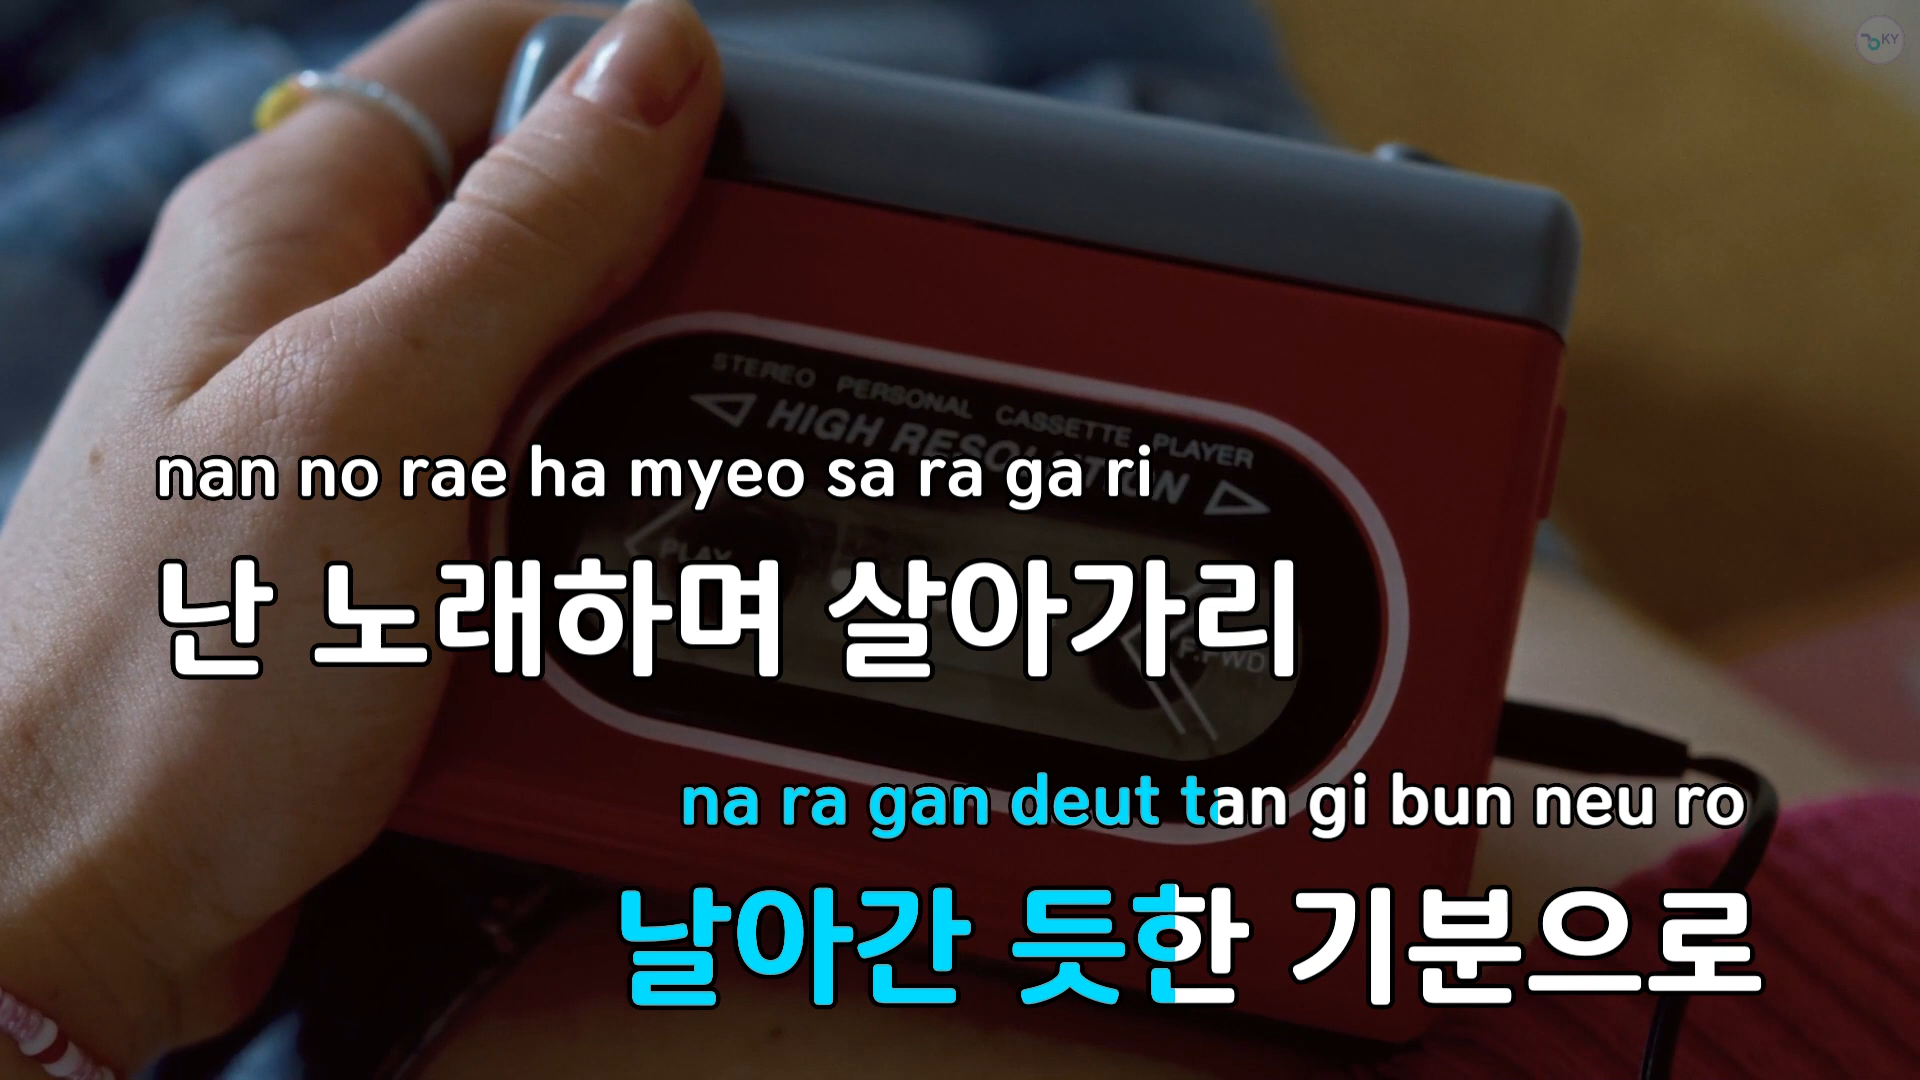 KY
STEREO PERSONAL CASSETTE PLAYER
HIGH RESOLUTION
nan no rae ha myeo sa ra ga ri
PLAY
난 노래하며 살아가리
F.FWD
na ra gan deut tan gi bun neu ro
날아간 듯한 기분으로